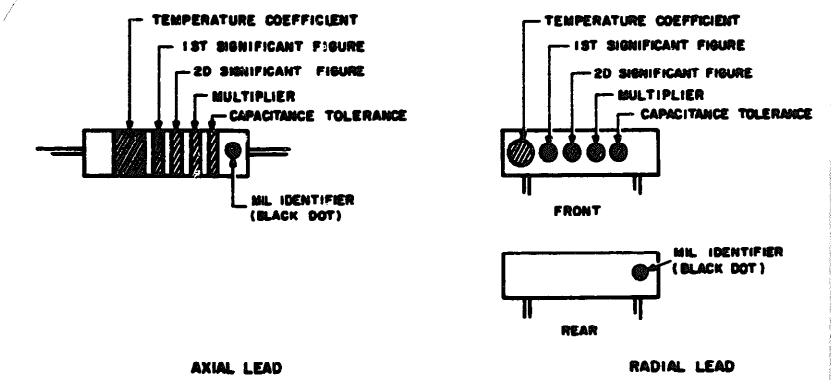 TEMPERATURE COEFFICIENT
1ST SIGNIFICANT FIGURE
2D SIGNIFICANT FIGURE
MULTIPLIER
CAPACITANCE TOLERANCE
MIL IDENTIFIER
(BLACK DOT)
AXIAL LEAD
TEMPERATURE COEFFICIENT
1ST SIGNIFICANT FIGURE
2D SIGNIFICANT FIGURE
MULTIPLIER
CAPACITANCE TOLERANCE
FRONT
MIL IDENTIFIER
(BLACK DOT)
REAR
RADIAL LEAD